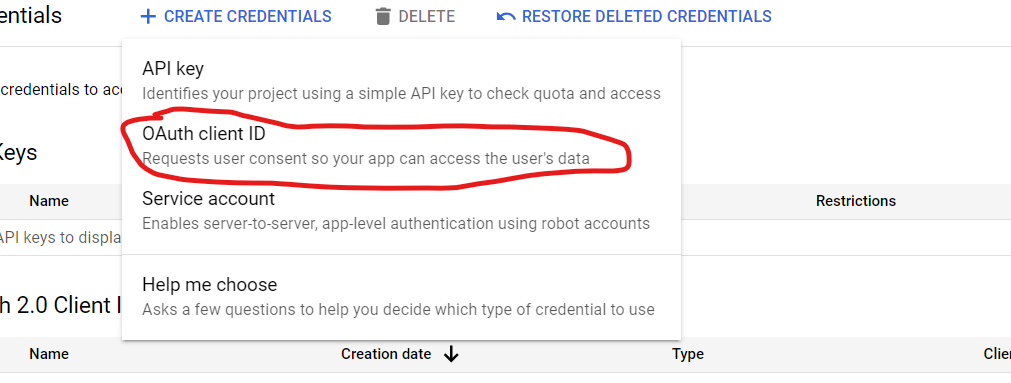 entials + CREATE CREDENTIALS DELETE RESTORE DELETED CREDENTIALS
API key
credentials to acc
Identifies your project using a simple API key to check quota and access
OAuth client ID
Keys
Requests user consent so your app can access the user's data
Name Restrictions
Service account
Enables server-to-server, app-level authentication using robot accounts
API keys to displa
Help me choose
h 2.0 Client I
Asks a few questions to help you decide which type of credential to use
Name Creation date Type Clie